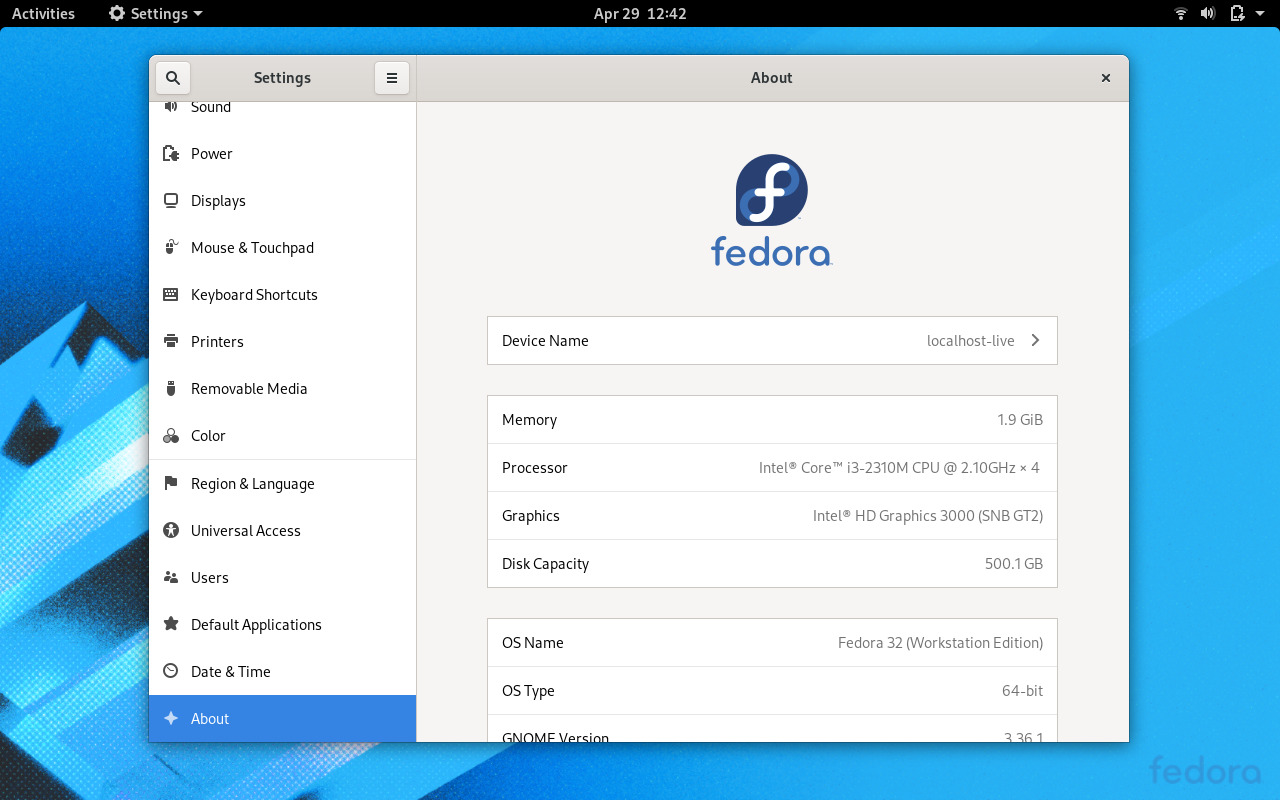 Activities Settings Apr 29 12:42
Settings About
Sound
Power
Displays
Mouse & Touchpad
Keyboard Shortcuts
Printers
Removable Media
Color
Region & Language
Universal Access
Users
Default Applications
Date & Time
About
fedora
Device Name localhost-live
Memory 1.9 GiB
Processor Intel® Core™ i3-2310M CPU @ 2.10GHz × 4
Graphics Intel® HD Graphics 3000 (SNB GT2)
Disk Capacity 500.1 GB
OS Name Fedora 32 (Workstation Edition)
OS Type 64-bit
GNOME Version 3.36.1
fedora